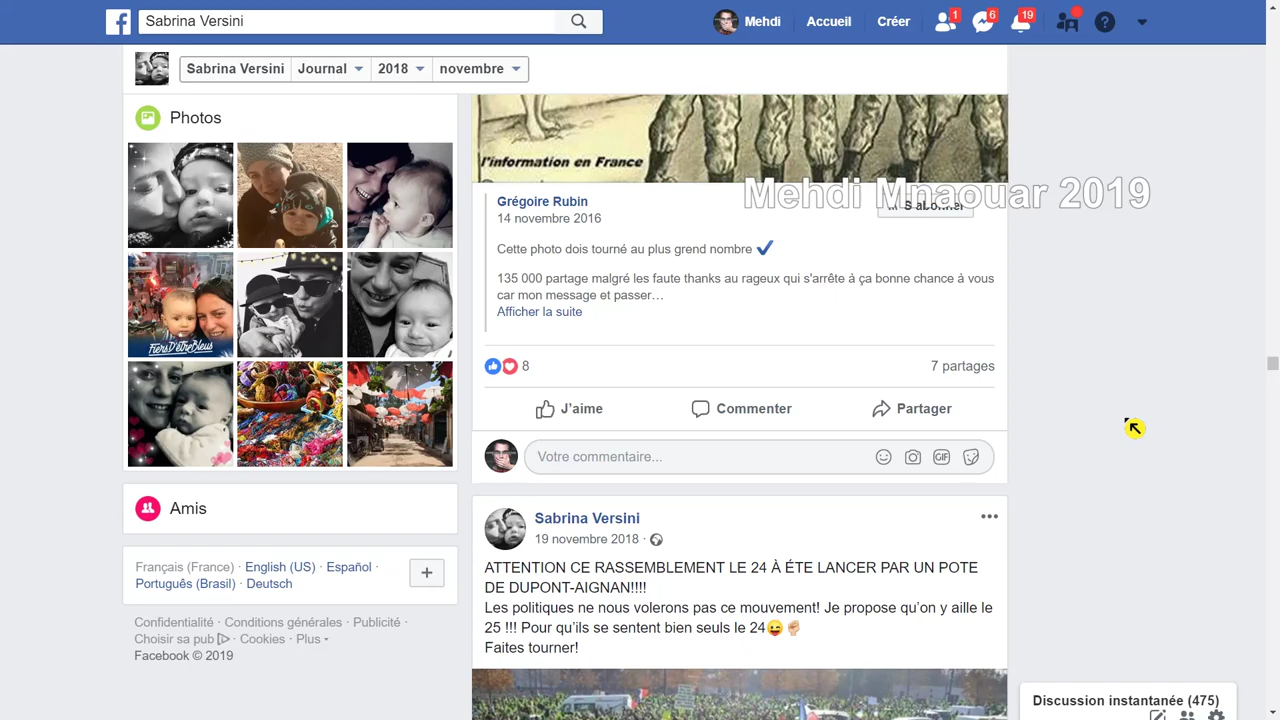 Sabrina Versini
Mehdi Accueil Créer 1 6 19
Sabrina Versini Journal 2018 novembre
Photos
FiersD'êtreBleus
Amis
Français (France) · English (US) · Español ·
Português (Brasil) · Deutsch
Confidentialité · Conditions générales · Publicité ·
Choisir sa pub · Cookies · Plus
Facebook © 2019
l'information en France
Mehdi Mnaouar 2019
Grégoire Rubin
S'abonner
14 novembre 2016
Cette photo dois tourné au plus grend nombre
135 000 partage malgré les faute thanks au rageux qui s'arrête à ça bonne chance à vous
car mon message et passer…
Afficher la suite
8 7 partages
J'aime Commenter Partager
Votre commentaire... GIF
Sabrina Versini
19 novembre 2018 ·
ATTENTION CE RASSEMBLEMENT LE 24 À ÉTE LANCER PAR UN POTE
DE DUPONT-AIGNAN!!!!
Les politiques ne nous volerons pas ce mouvement! Je propose qu'on y aille le
25 !!! Pour qu'ils se sentent bien seuls le 24😜✊🏼
Faites tourner!
Discussion instantanée (475)